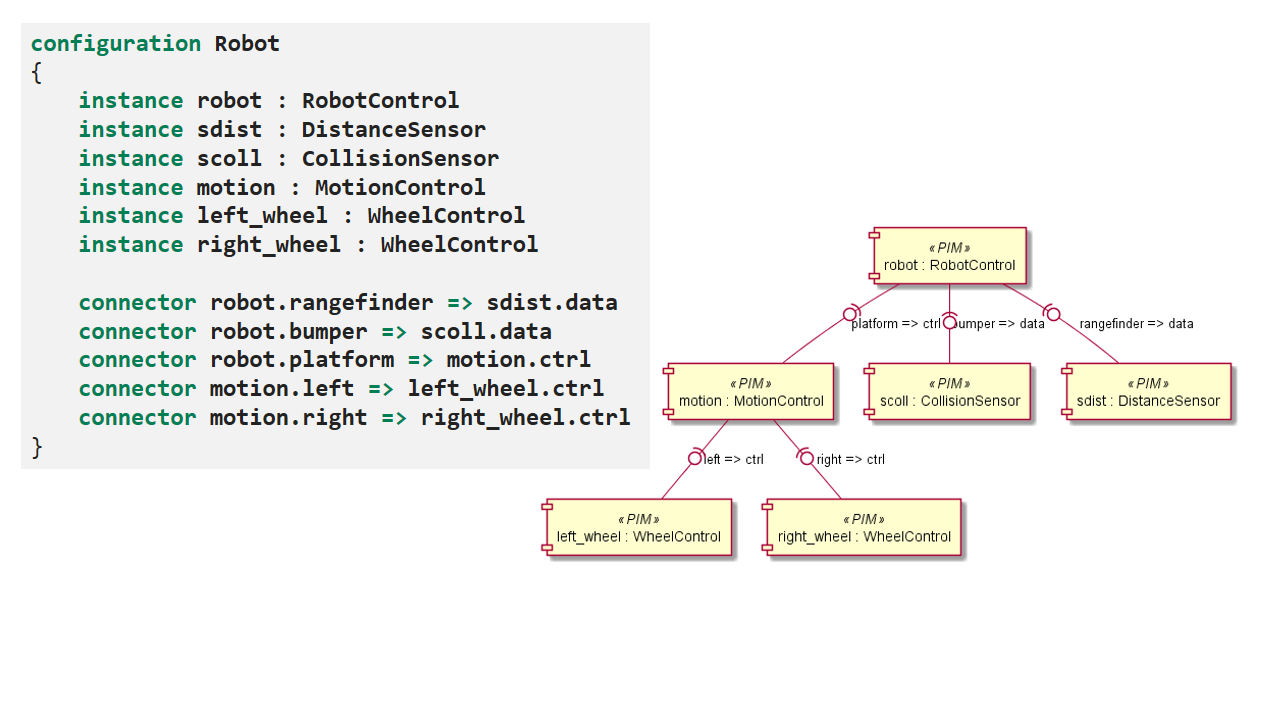 configuration Robot
{
instance robot : RobotControl
instance sdist : DistanceSensor
instance scoll : CollisionSensor
instance motion : MotionControl
instance left_wheel : WheelControl
instance right_wheel : WheelControl
connector robot.rangefinder => sdist.data
connector robot.bumper => scoll.data
connector robot.platform => motion.ctrl
connector motion.left => left_wheel.ctrl
connector motion.right => right_wheel.ctrl
}
«PIM»
robot : RobotControl
platform => ctrl
bumper => data
rangefinder => data
«PIM»
motion : MotionControl
«PIM»
scoll : CollisionSensor
«PIM»
sdist : DistanceSensor
left => ctrl
right => ctrl
«PIM»
left_wheel : WheelControl
«PIM»
right_wheel : WheelControl